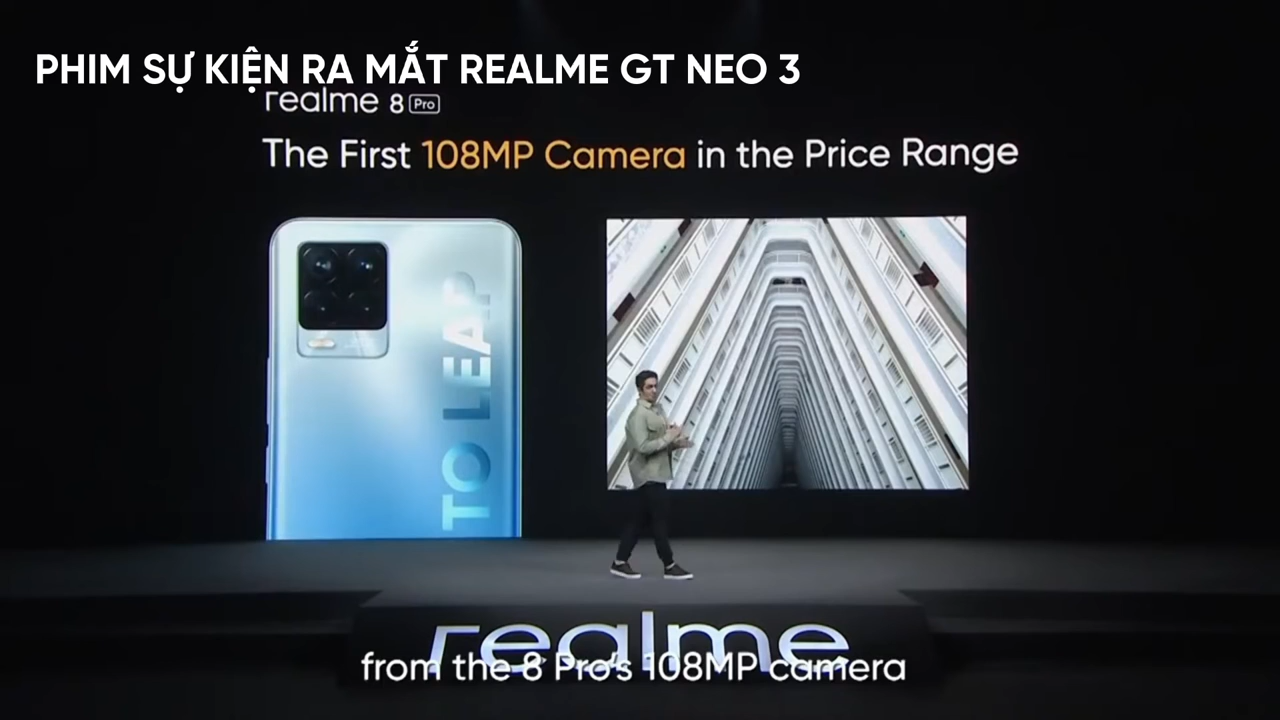 PHIM SỰ KIỆN RA MẮT REALME GT NEO 3
realme 8 Pro
The First 108MP Camera in the Price Range
TO LEAP
realme
from the 8 Pro's 108MP camera